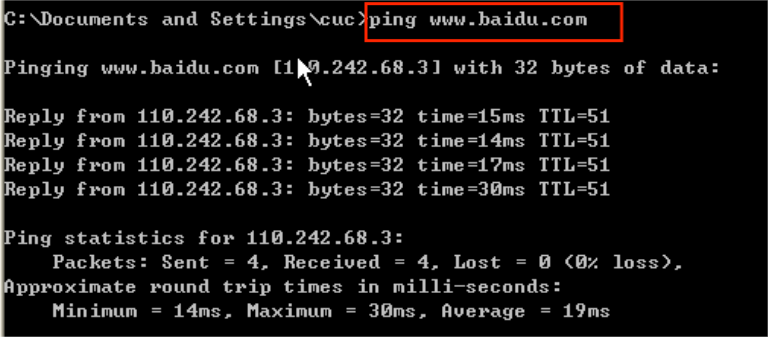 C:\Documents and Settings\cuc>ping www.baidu.com
Pinging www.baidu.com [110.242.68.3] with 32 bytes of data:
Reply from 110.242.68.3: bytes=32 time=15ms TTL=51
Reply from 110.242.68.3: bytes=32 time=14ms TTL=51
Reply from 110.242.68.3: bytes=32 time=17ms TTL=51
Reply from 110.242.68.3: bytes=32 time=30ms TTL=51
Ping statistics for 110.242.68.3:
Packets: Sent = 4, Received = 4, Lost = 0 (0% loss),
Approximate round trip times in milli-seconds:
Minimum = 14ms, Maximum = 30ms, Average = 19ms